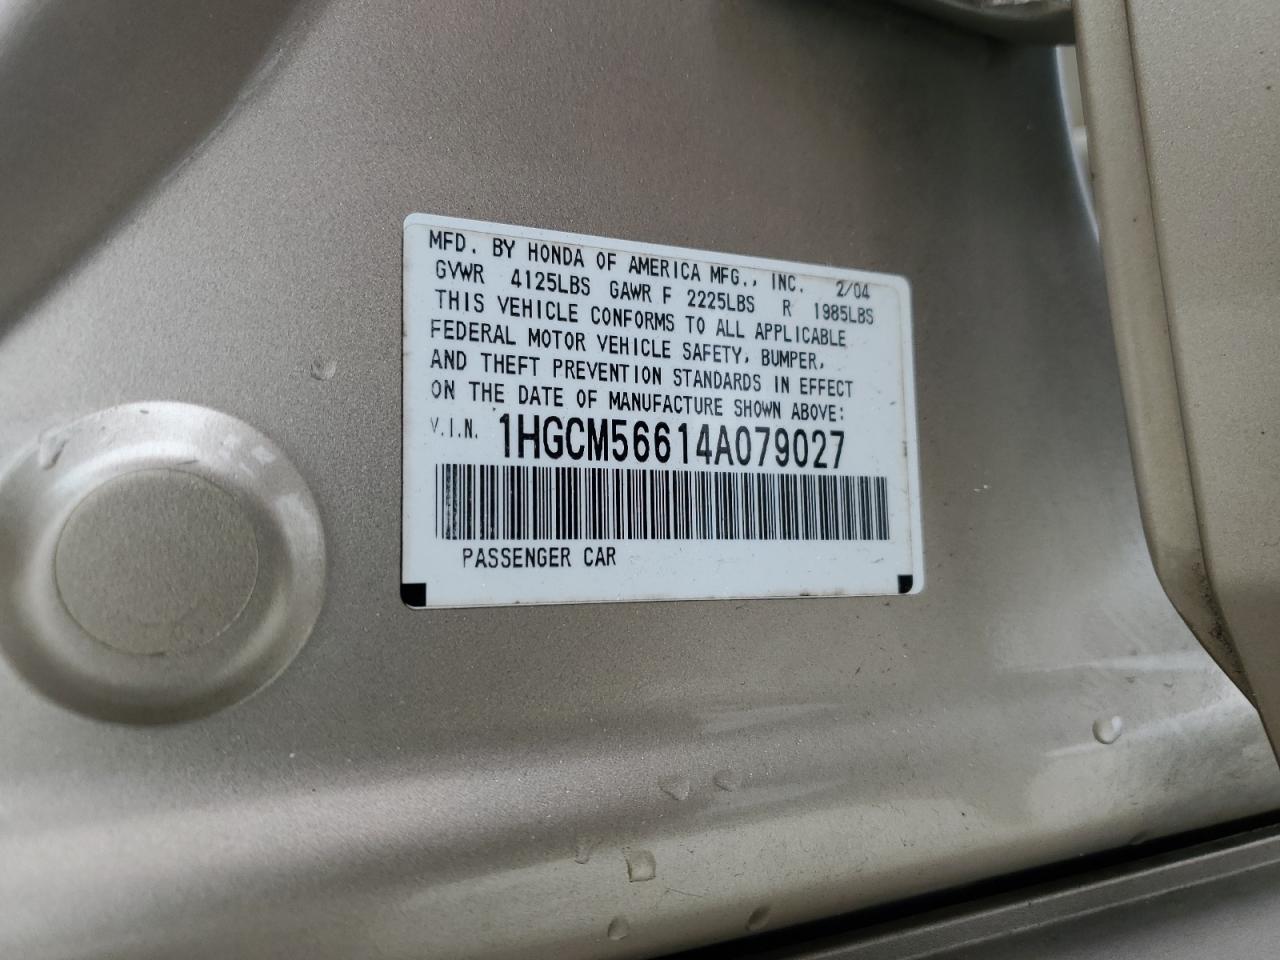 MFD. BY HONDA OF AMERICA MFG., INC. 2/04
GVWR 4125LBS GAWR F 2225LBS R 1985LBS
THIS VEHICLE CONFORMS TO ALL APPLICABLE
FEDERAL MOTOR VEHICLE SAFETY, BUMPER,
AND THEFT PREVENTION STANDARDS IN EFFECT
ON THE DATE OF MANUFACTURE SHOWN ABOVE:
V.I.N. 1HGCM56614A079027
PASSENGER CAR